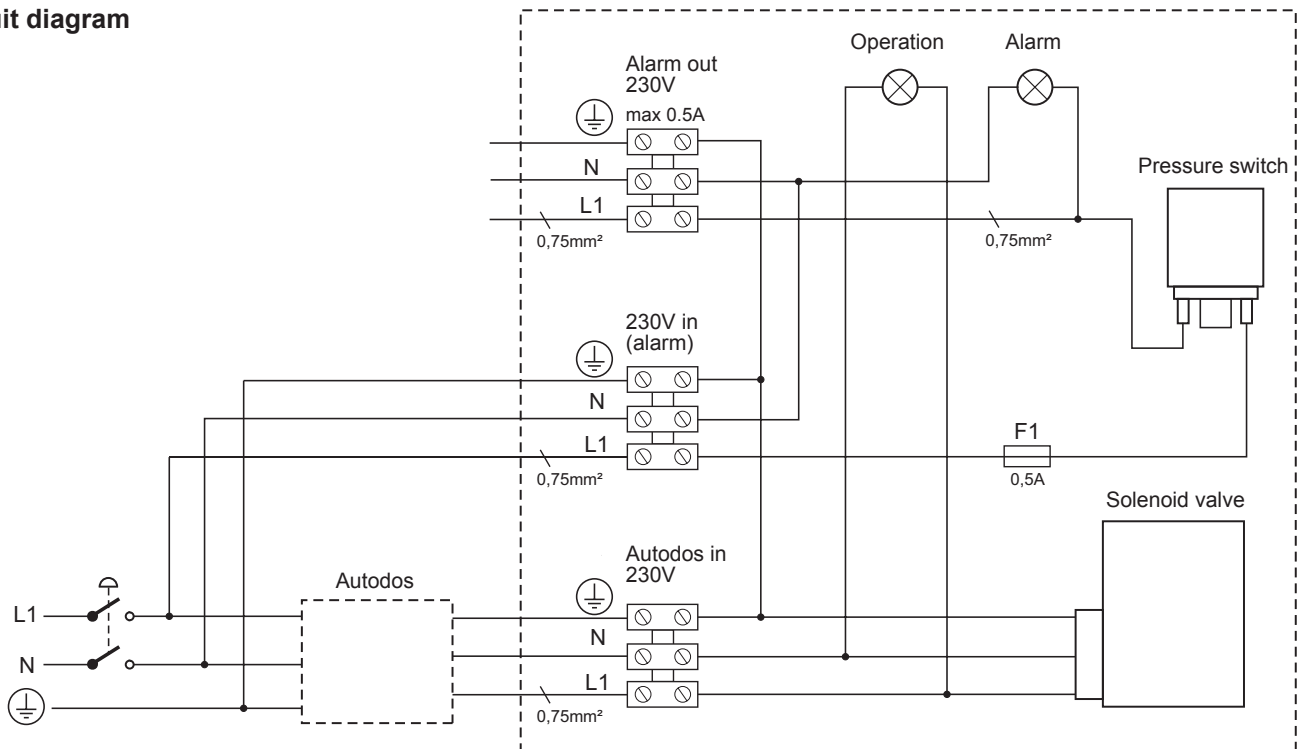 uit diagram
Operation
Alarm
Alarm out
230V
max 0.5A
N
L1
0,75mm²
0,75mm²
Pressure switch
230V in
(alarm)
N
L1
0,75mm²
F1
0,5A
Solenoid valve
Autodos in
230V
Autodos
N
L1
0,75mm²
L1
N